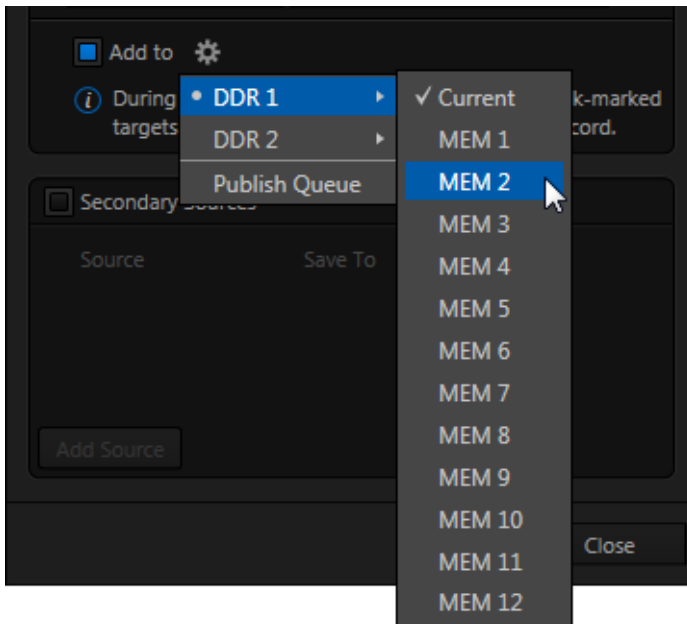 Add to
During
targets
DDR 1
DDR 2
Publish Queue
✓ Current
MEM 1
MEM 2
MEM 3
MEM 4
MEM 5
MEM 6
MEM 7
MEM 8
MEM 9
MEM 10
MEM 11
MEM 12
k-marked
cord.
Secondary Sources
Source Save To
Add Source
Close